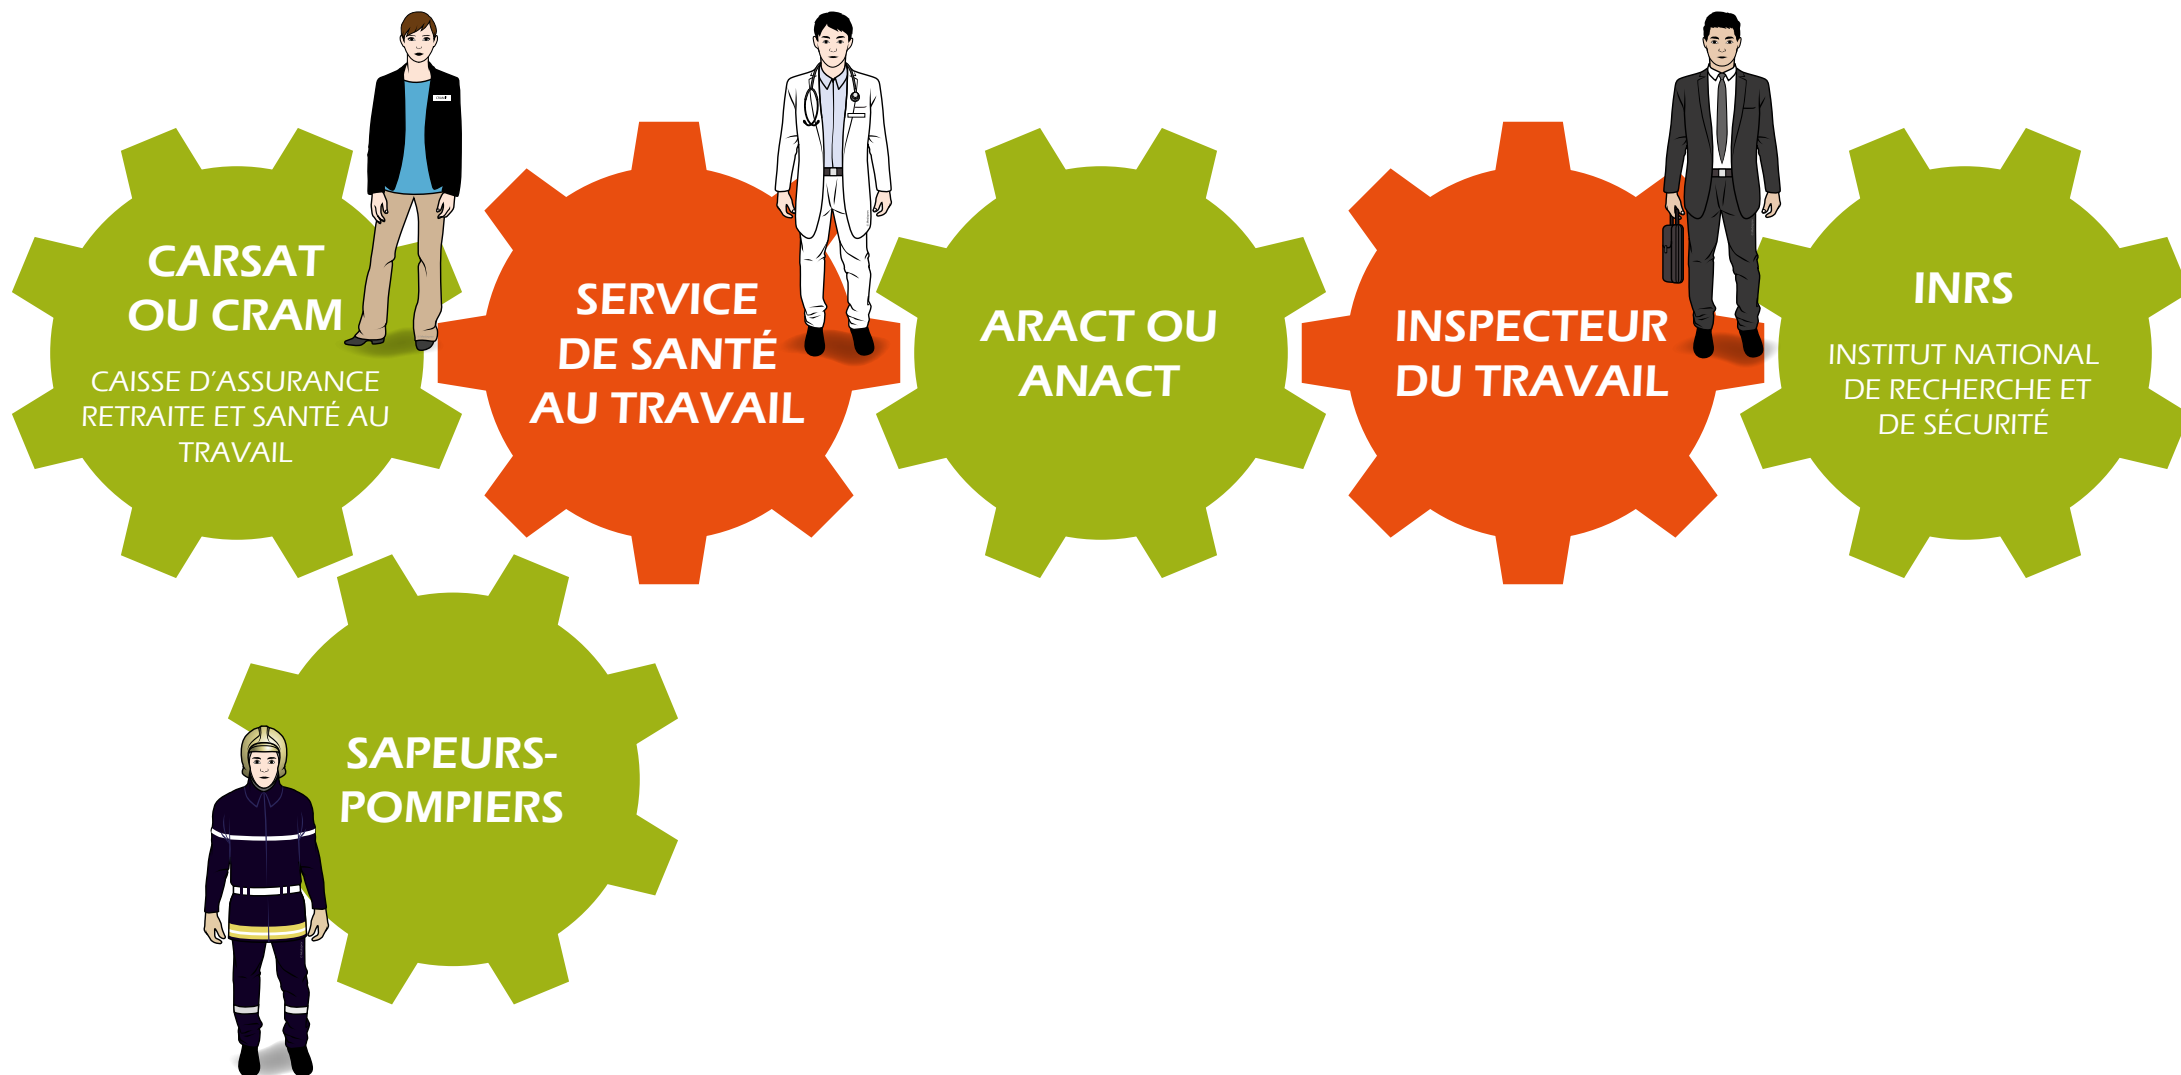 CARSAT
OU CRAM
CAISSE D'ASSURANCE
RETRAITE ET SANTÉ AU
TRAVAIL
SERVICE
DE SANTÉ
AU TRAVAIL
ARACT OU
ANACT
INSPECTEUR
DU TRAVAIL
INRS
INSTITUT NATIONAL
DE RECHERCHE ET
DE SÉCURITÉ
SAPEURS-
POMPIERS